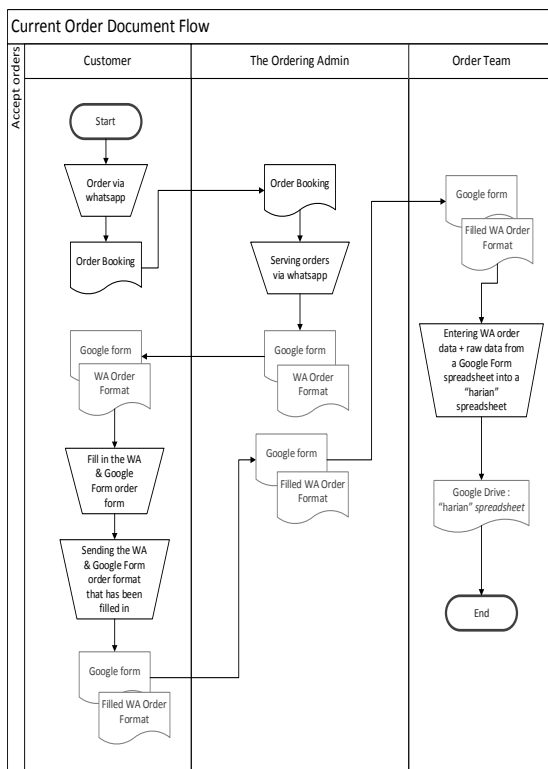 Current Order Document Flow
Accept orders
Customer
The Ordering Admin
Order Team
Start
Order via
whatsapp
Order Booking
Order Booking
Serving orders
via whatsapp
Google form
WA Order
Format
Google form
WA Order
Format
Fill in the WA
& Google
Form order
form
Sending the WA
& Google Form
order format
that has been
filled in
Google form
Filled WA Order
Format
Google form
Filled WA Order
Format
Google form
Filled WA Order
Format
Entering WA order
data + raw data from
a Google Form
spreadsheet into a
“harian”
spreadsheet
Google Drive :
“harian” spreadsheet
End